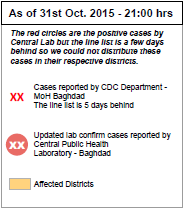 As of 31st Oct. 2015 - 21:00 hrs
The red circles are the positive cases by
Central Lab but the line list is a few days
behind so we could not distribute these
cases in their respective districts.
XX
Cases reported by CDC Department -
MoH Baghdad
The line list is 5 days behind
XX
Updated lab confirm cases reported by
Central Public Health
Laboratory - Baghdad
Affected Districts